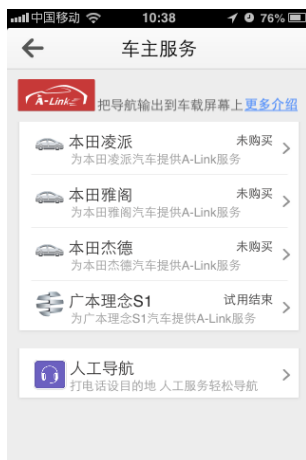 中国移动 10:38 76%
车主服务
A-Link 把导航输出到车载屏幕上更多介绍
本田凌派 未购买
为本田凌派汽车提供A-Link服务
本田雅阁 未购买
为本田雅阁汽车提供A-Link服务
本田杰德 未购买
为本田杰德汽车提供A-Link服务
广本理念S1 试用结束
为广本理念S1汽车提供A-Link服务
人工导航
打电话设目的地 人工服务轻松导航